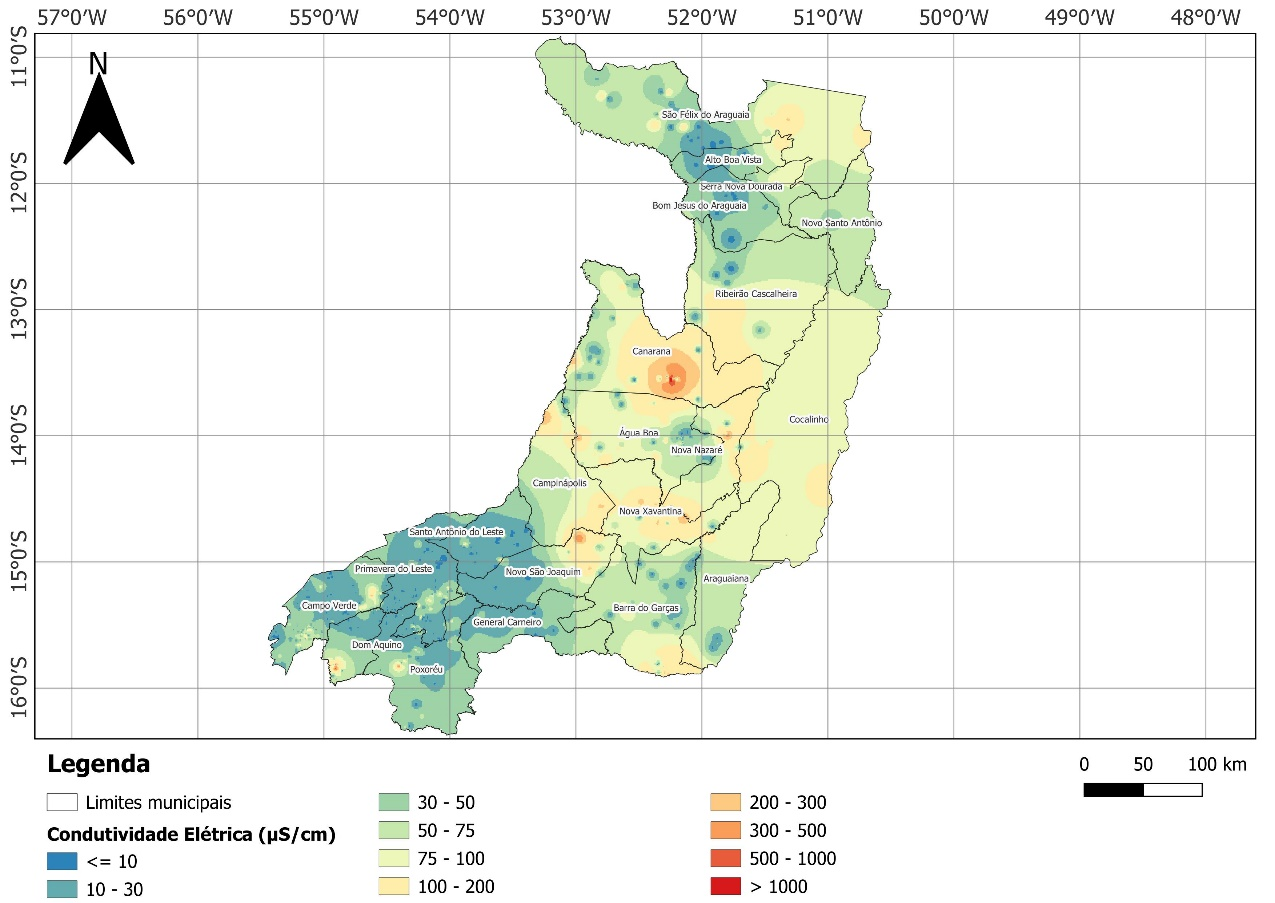 57°0′W 56°0′W 55°0′W 54°0′W 53°0′W 52°0′W 51°0′W 50°0′W 49°0′W 48°0′W
N
11°0′S
12°0′S
13°0′S
14°0′S
15°0′S
16°0′S
São Félix do Araguaia
Alto Boa Vista
Serra Nova Dourada
Bom Jesus do Araguaia
Novo Santo Antônio
Ribeirão Cascalheira
Canarana
Cocalinho
Água Boa
Nova Nazaré
Campinápolis
Nova Xavantina
Santo Antônio do Leste
Primavera do Leste
Novo São Joaquim
Araguaiana
Campo Verde
Barra do Garças
General Carneiro
Dom Aquino
Poxoréu
Legenda
Limites municipais
Condutividade Elétrica (µS/cm)
<= 10
10 - 30
30 - 50
50 - 75
75 - 100
100 - 200
200 - 300
300 - 500
500 - 1000
> 1000
0 50 100 km